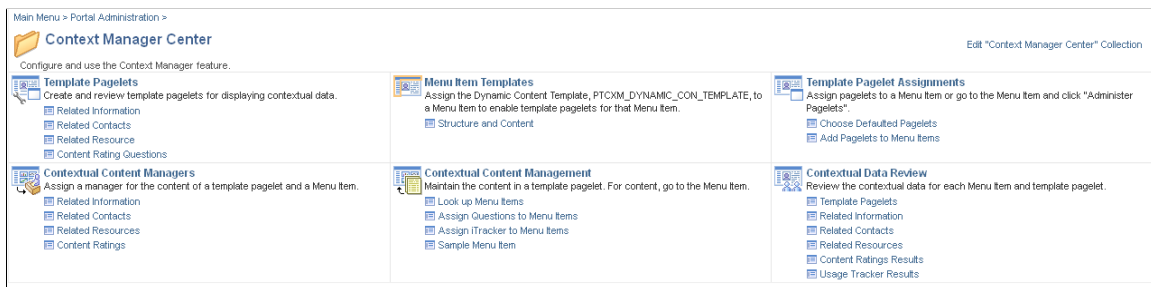 Main Menu > Portal Administration >
Context Manager Center
Edit "Context Manager Center" Collection
Configure and use the Context Manager feature.
Template Pagelets
Create and review template pagelets for displaying contextual data.
Related Information
Related Contacts
Related Resource
Content Rating Questions
Menu Item Templates
Assign the Dynamic Content Template, PTCXM_DYNAMIC_CON_TEMPLATE, to
a Menu Item to enable template pagelets for that Menu Item.
Structure and Content
Template Pagelet Assignments
Assign pagelets to a Menu Item or go to the Menu Item and click "Administer
Pagelets".
Choose Defaulted Pagelets
Add Pagelets to Menu Items
Contextual Content Managers
Assign a manager for the content of a template pagelet and a Menu Item.
Related Information
Related Contacts
Related Resources
Content Ratings
Contextual Content Management
Maintain the content in a template pagelet. For content, go to the Menu Item.
Look up Menu Items
Assign Questions to Menu Items
Assign iTracker to Menu Items
Sample Menu Item
Contextual Data Review
Review the contextual data for each Menu Item and template pagelet.
Template Pagelets
Related Information
Related Contacts
Related Resources
Content Ratings Results
Usage Tracker Results